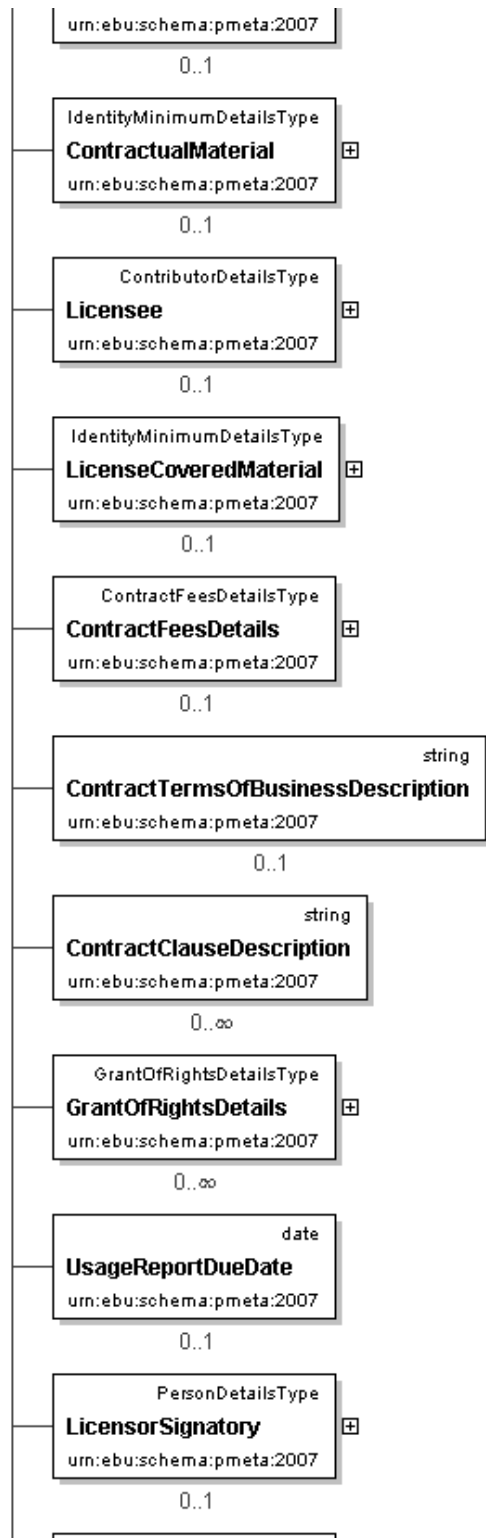 urn:ebu:schema:pmeta:2007
0..1
IdentityMinimumDetailsType
ContractualMaterial
urn:ebu:schema:pmeta:2007
0..1
ContributorDetailsType
Licensee
urn:ebu:schema:pmeta:2007
0..1
IdentityMinimumDetailsType
LicenseCoveredMaterial
urn:ebu:schema:pmeta:2007
0..1
ContractFeesDetailsType
ContractFeesDetails
urn:ebu:schema:pmeta:2007
0..1
string
ContractTermsOfBusinessDescription
urn:ebu:schema:pmeta:2007
0..1
string
ContractClauseDescription
urn:ebu:schema:pmeta:2007
0..∞
GrantOfRightsDetailsType
GrantOfRightsDetails
urn:ebu:schema:pmeta:2007
0..∞
date
UsageReportDueDate
urn:ebu:schema:pmeta:2007
0..1
PersonDetailsType
LicensorSignatory
urn:ebu:schema:pmeta:2007
0..1